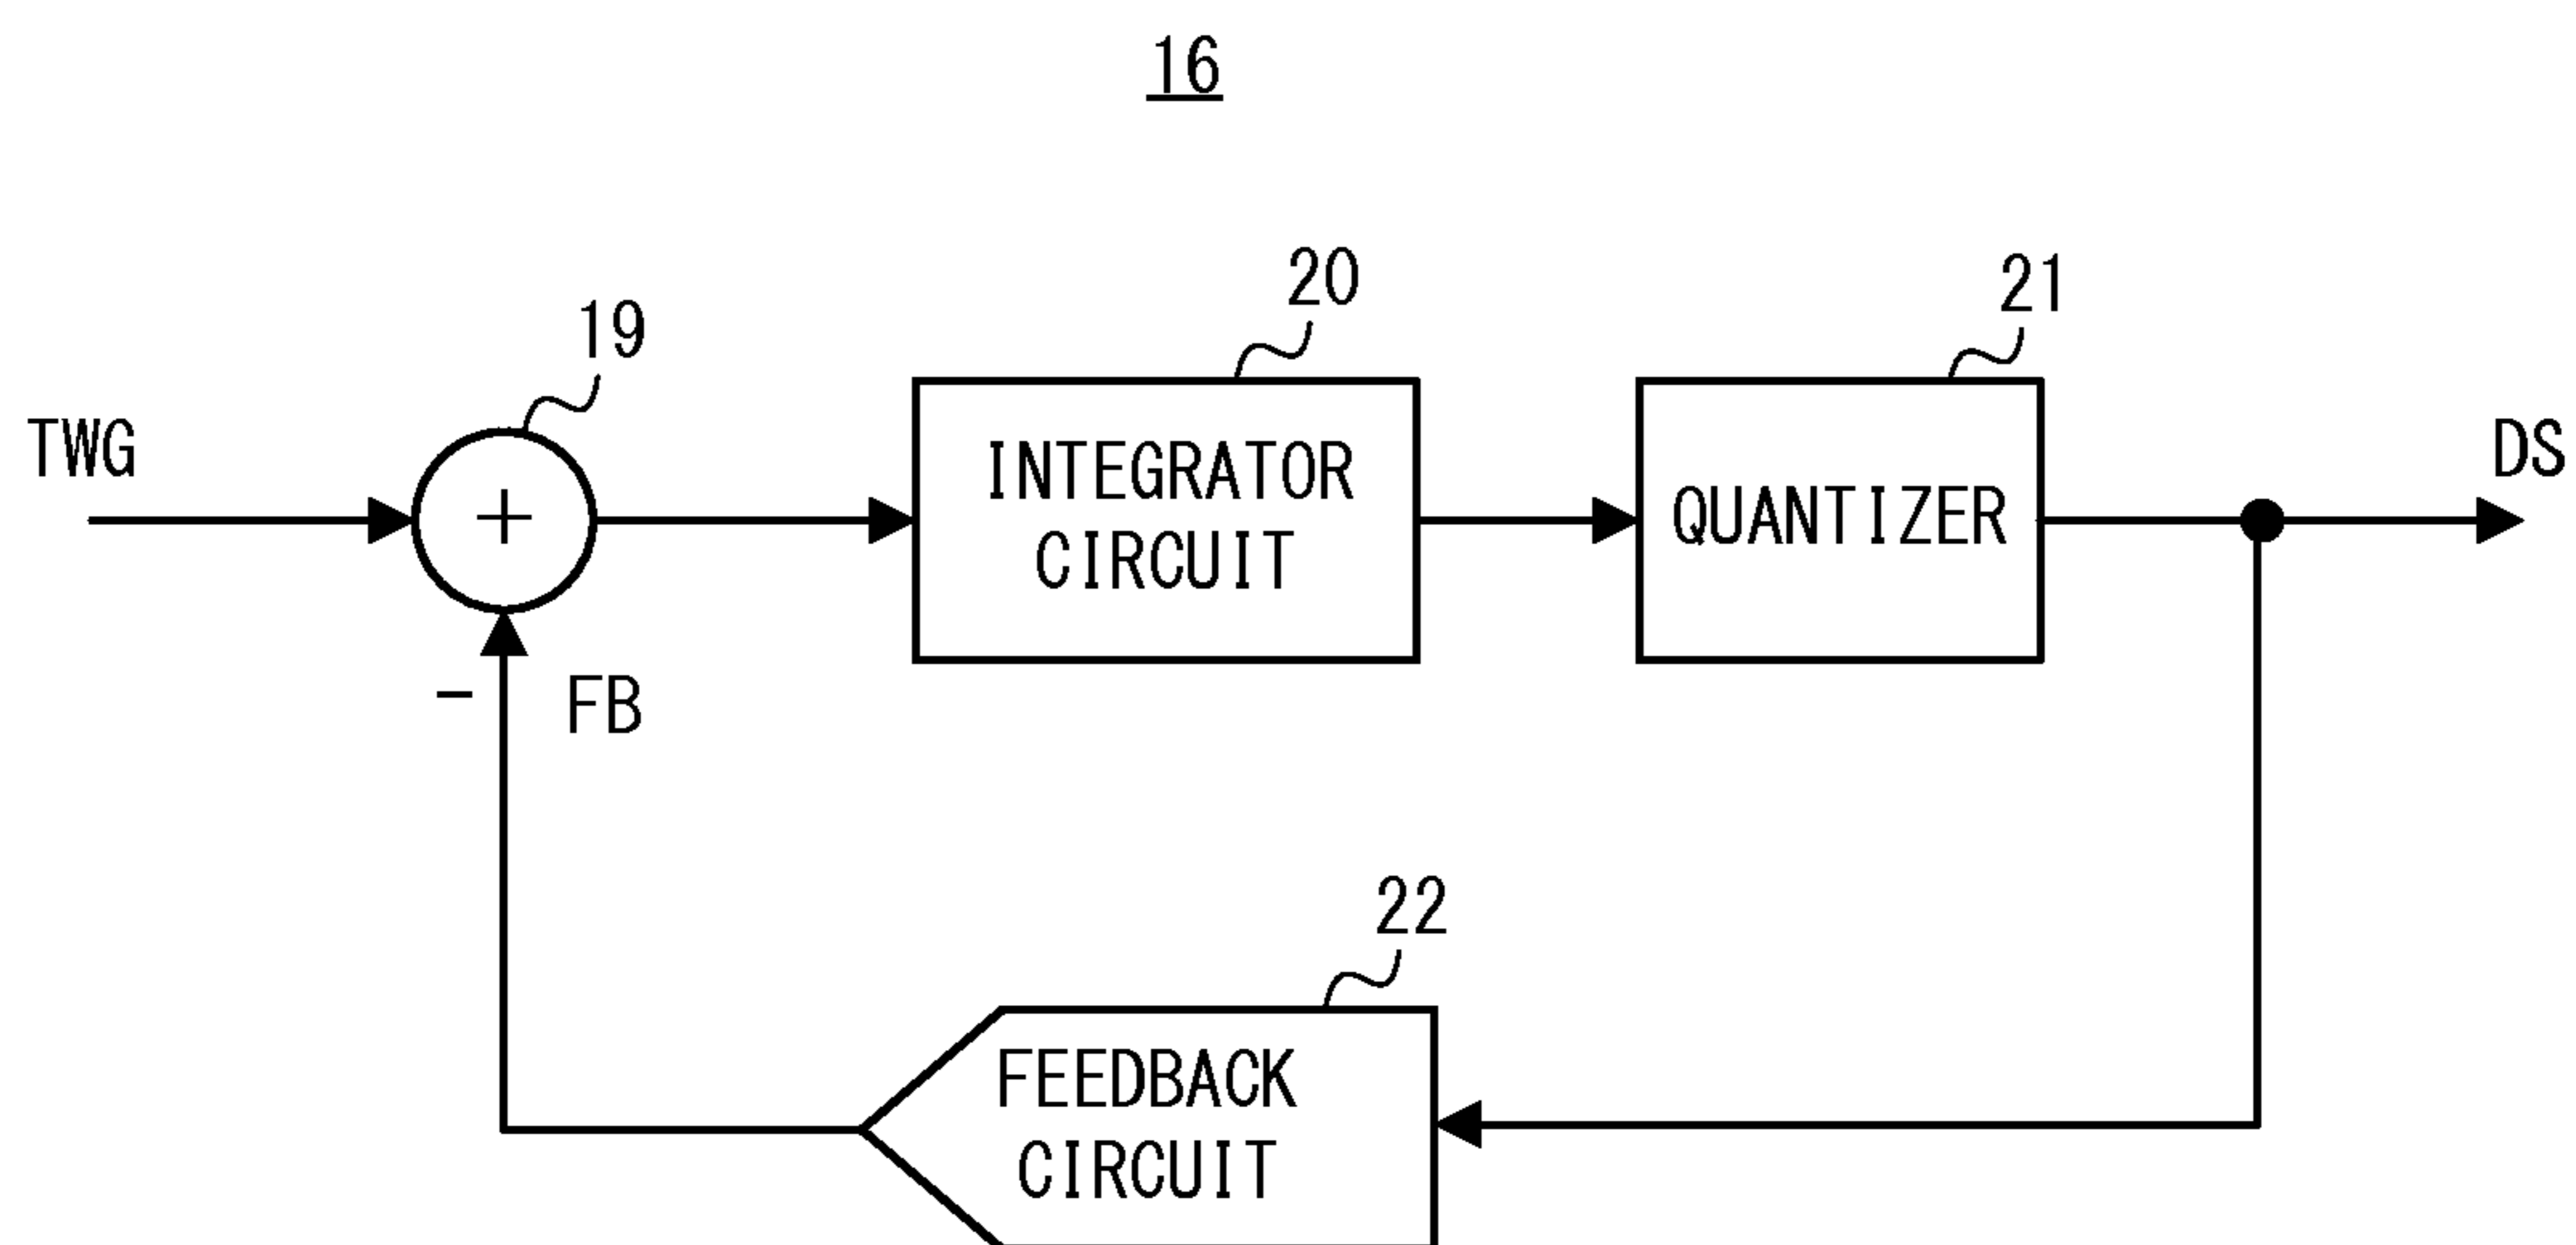 16
20
21
19
TWG
+
INTEGRATOR
CIRCUIT
QUANTIZER
DS
-
FB
22
FEEDBACK
CIRCUIT